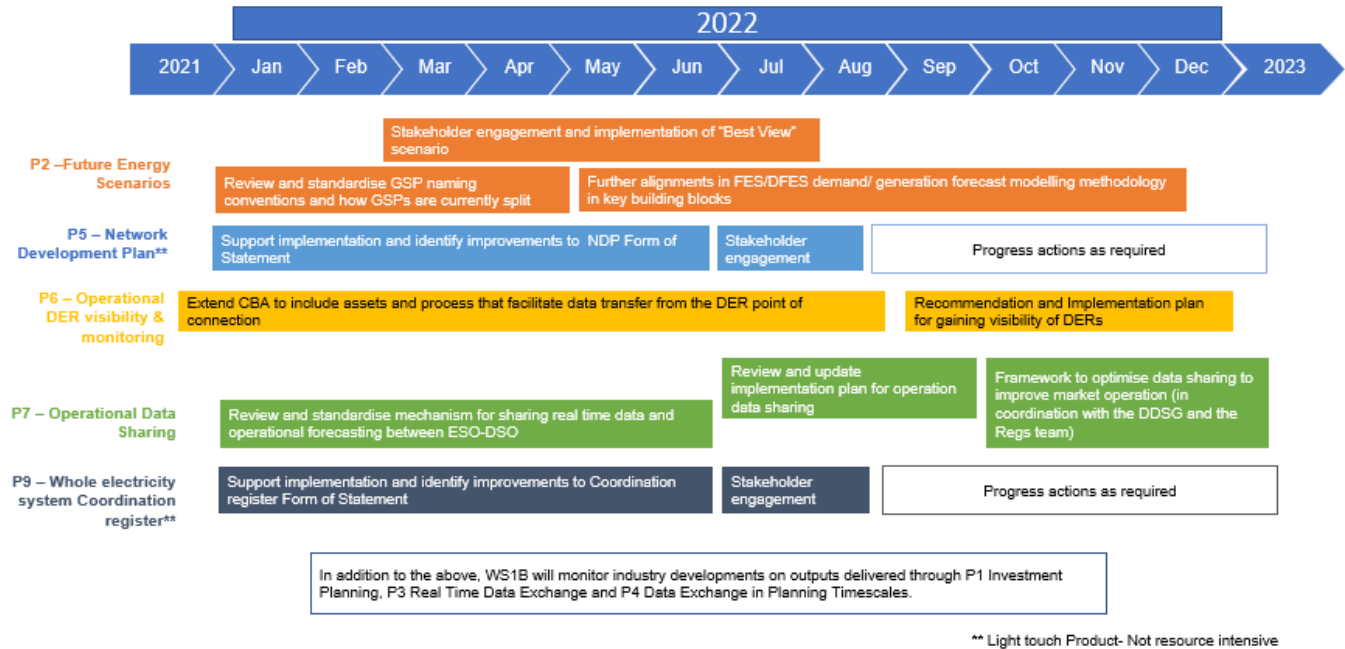 2022
2021 Jan Feb Mar Apr May Jun Jul Aug Sep Oct Nov Dec 2023
P2 –Future Energy
Scenarios
Stakeholder engagement and implementation of "Best View"
scenario
Review and standardise GSP naming
conventions and how GSPs are currently split
Further alignments in FES/DFES demand/ generation forecast modelling methodology
in key building blocks
P5 – Network
Development Plan**
Support implementation and identify improvements to NDP Form of
Statement
Stakeholder
engagement
Progress actions as required
P6 – Operational
DER visibility &
monitoring
Extend CBA to include assets and process that facilitate data transfer from the DER point of
connection
Recommendation and Implementation plan
for gaining visibility of DERs
P7 – Operational Data
Sharing
Review and standardise mechanism for sharing real time data and
operational forecasting between ESO-DSO
Review and update
implementation plan for operation
data sharing
Framework to optimise data sharing to
improve market operation (in
coordination with the DDSG and the
Regs team)
P9 – Whole electricity
system Coordination
register**
Support implementation and identify improvements to Coordination
register Form of Statement
Stakeholder
engagement
Progress actions as required
In addition to the above, WS1B will monitor industry developments on outputs delivered through P1 Investment
Planning, P3 Real Time Data Exchange and P4 Data Exchange in Planning Timescales.
** Light touch Product- Not resource intensive